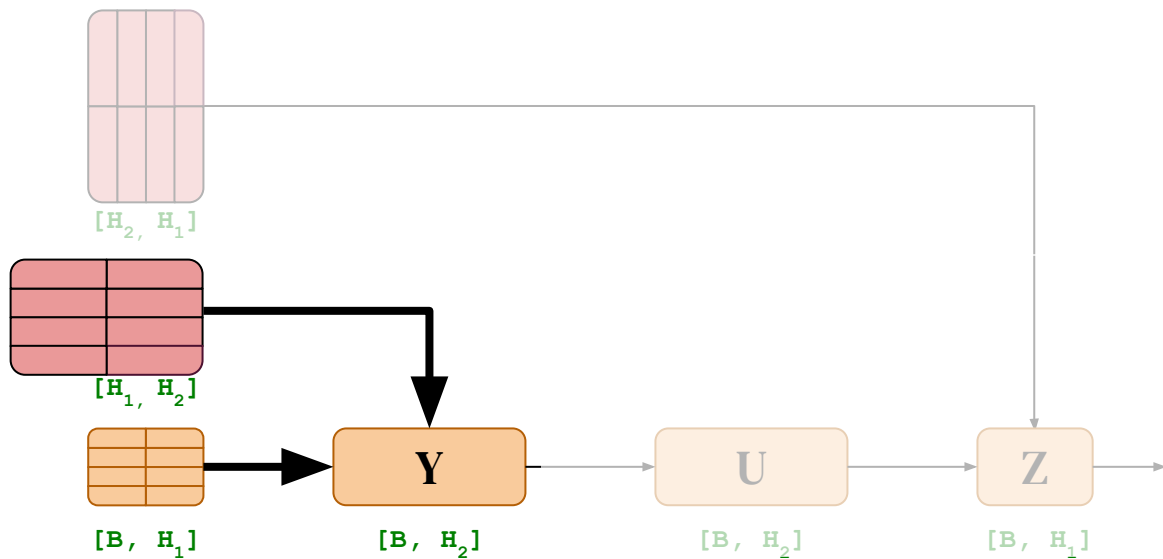 [H₂, H₁]
[H₁, H₂]
Y
U
Z
[B, H₁]
[B, H₂]
[B, H₂]
[B, H₁]